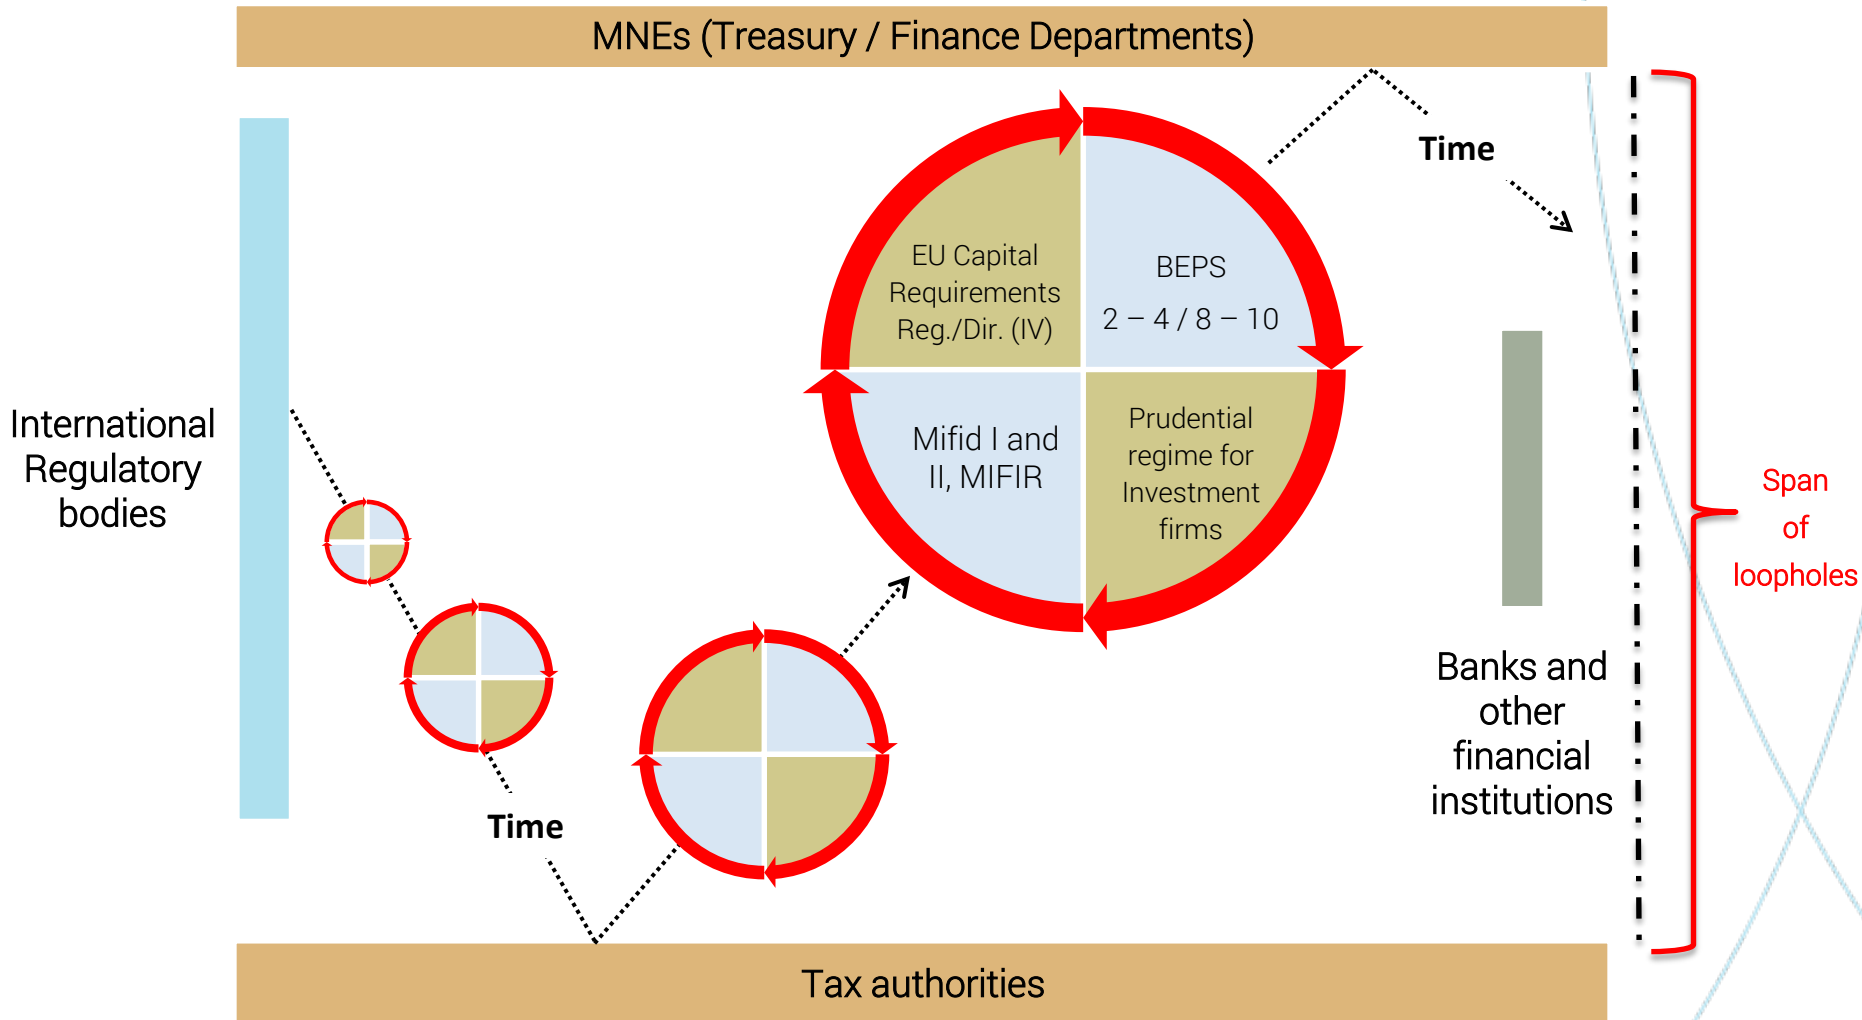 MNEs (Treasury / Finance Departments)
Time
EU Capital
Requirements
Reg./Dir. (IV)
BEPS
2 – 4 / 8 – 10
Mifid I and
II, MIFIR
Prudential
regime for
Investment
firms
International
Regulatory
bodies
Span
of
loopholes
Banks and
other
financial
institutions
Time
Tax authorities